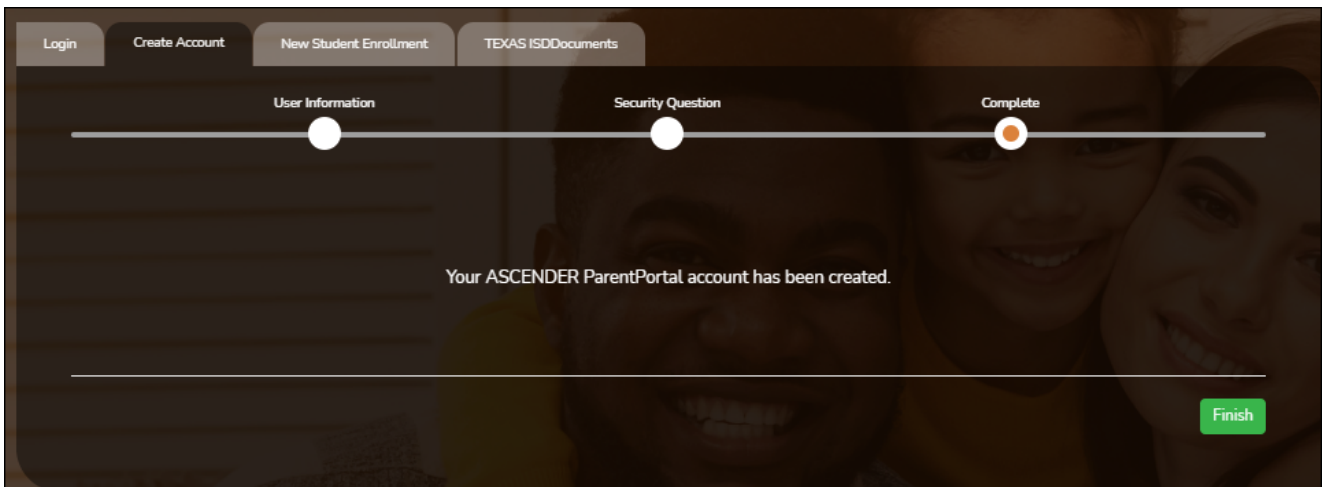 Login
Create Account
New Student Enrollment
TEXAS ISDDocuments
User Information
Security Question
Complete
Your ASCENDER ParentPortal account has been created.
Finish